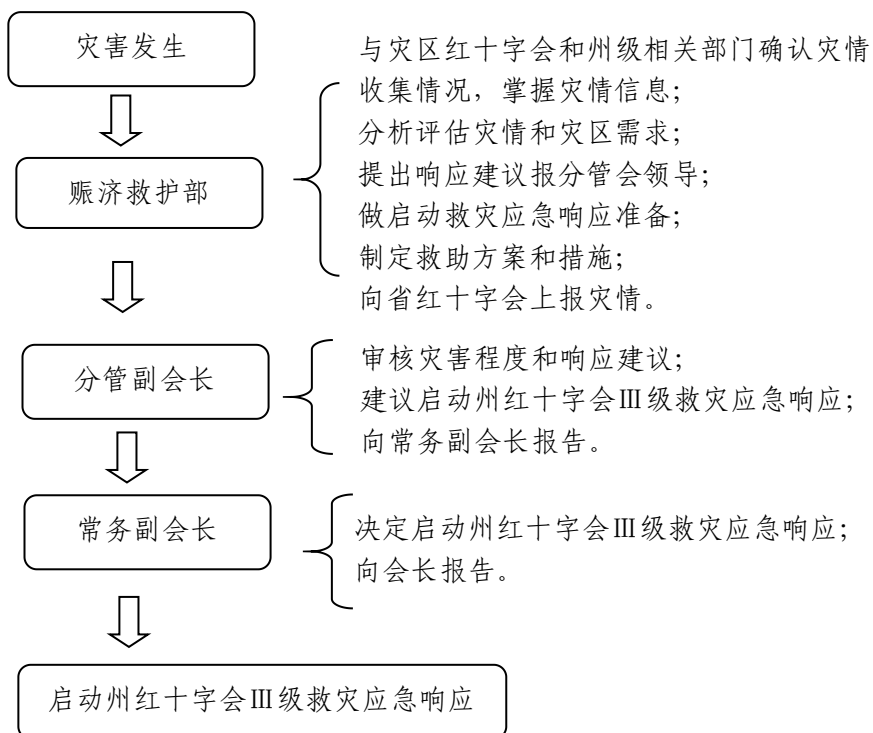 灾害发生
与灾区红十字会和州级相关部门确认灾情
收集情况，掌握灾情信息；
分析评估灾情和灾区需求；
赈济救护部
提出响应建议报分管会领导；
做启动救灾应急响应准备；
制定救助方案和措施；
向省红十字会上报灾情。
分管副会长
审核灾害程度和响应建议；
建议启动州红十字会Ⅲ级救灾应急响应；
向常务副会长报告。
常务副会长
决定启动州红十字会Ⅲ级救灾应急响应；
向会长报告。
启动州红十字会Ⅲ级救灾应急响应